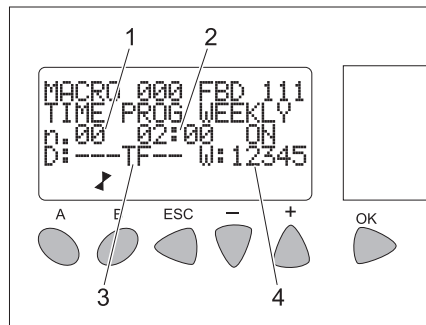 1 2
MACRO 000 FBD 111
TIME PROG WEEKLY
n.00 02:00 ON
D:---TF-- W:12345
A B ESC − + OK
3 4